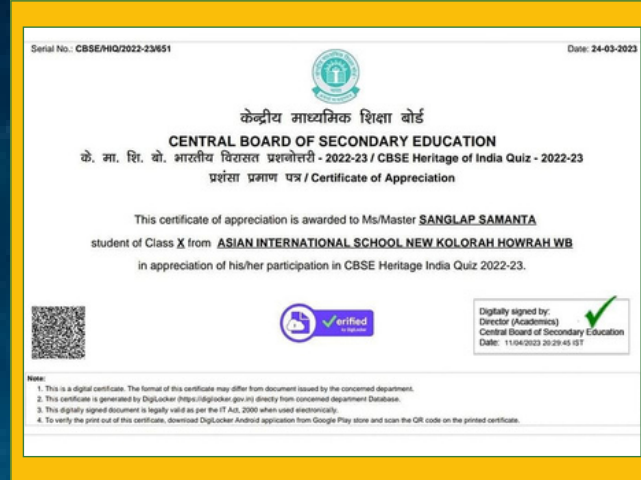 Serial No.: CBSE/HIQ/2022-23/651
Date: 24-03-2023
केन्द्रीय माध्यमिक शिक्षा बोर्ड
CENTRAL BOARD OF SECONDARY EDUCATION
के. मा. शि. बो. भारतीय विरासत प्रशनोत्तरी - 2022-23 / CBSE Heritage of India Quiz - 2022-23
प्रशंसा प्रमाण पत्र / Certificate of Appreciation
This certificate of appreciation is awarded to Ms/Master SANGLAP SAMANTA
student of Class X from ASIAN INTERNATIONAL SCHOOL NEW KOLORAH HOWRAH WB
in appreciation of his/her participation in CBSE Heritage India Quiz 2022-23.
Verified
by DigiLocker
Digitally signed by:
Director (Academics)
Central Board of Secondary Education
Date: 11/04/2023 20:29:45 IST
Note:
1. This is a digital certificate. The format of this certificate may differ from document issued by the concerned department.
2. This certificate is generated by DigiLocker (https://digilocker.gov.in) directly from concerned department Database.
3. This digitally signed document is legally valid as per the IT Act, 2000 when used electronically.
4. To verify the print out of this certificate, download DigiLocker Android application from Google Play store and scan the QR code on the printed certificate.